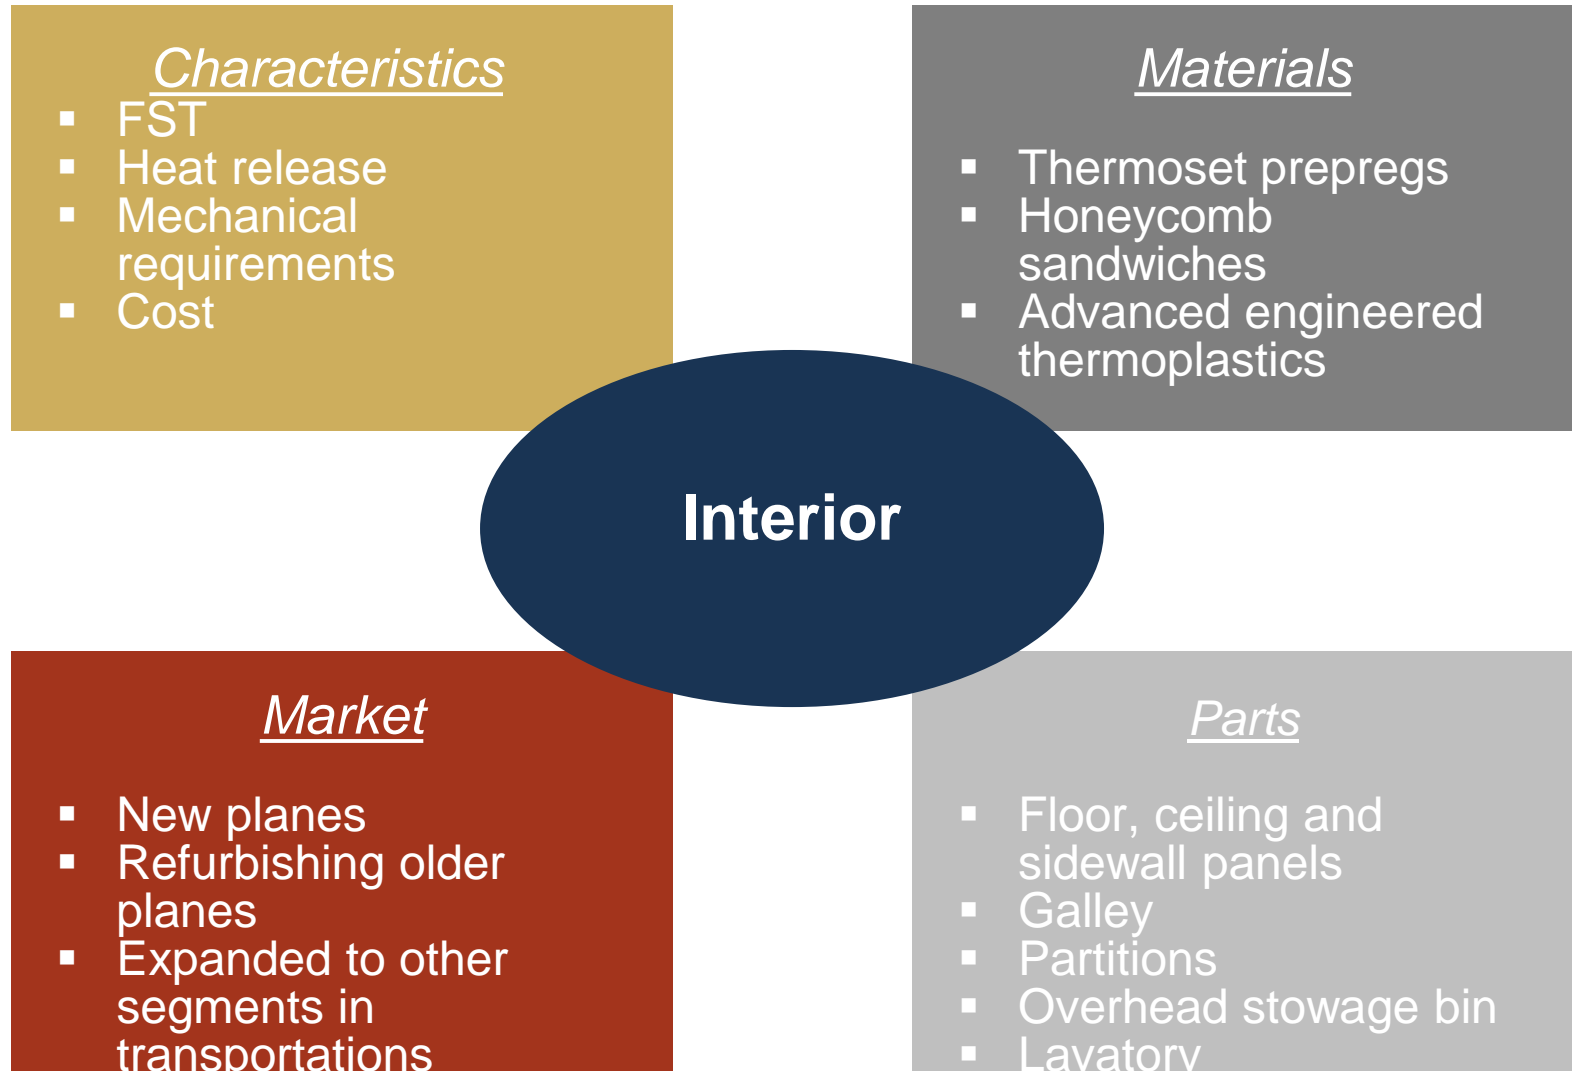 Characteristics
▪ FST
▪ Heat release
▪ Mechanical
requirements
▪ Cost
Materials
▪ Thermoset prepregs
▪ Honeycomb
sandwiches
▪ Advanced engineered
thermoplastics
Interior
Market
▪ New planes
▪ Refurbishing older
planes
▪ Expanded to other
segments in
transportations
Parts
▪ Floor, ceiling and
sidewall panels
▪ Galley
▪ Partitions
▪ Overhead stowage bin
▪ Lavatory